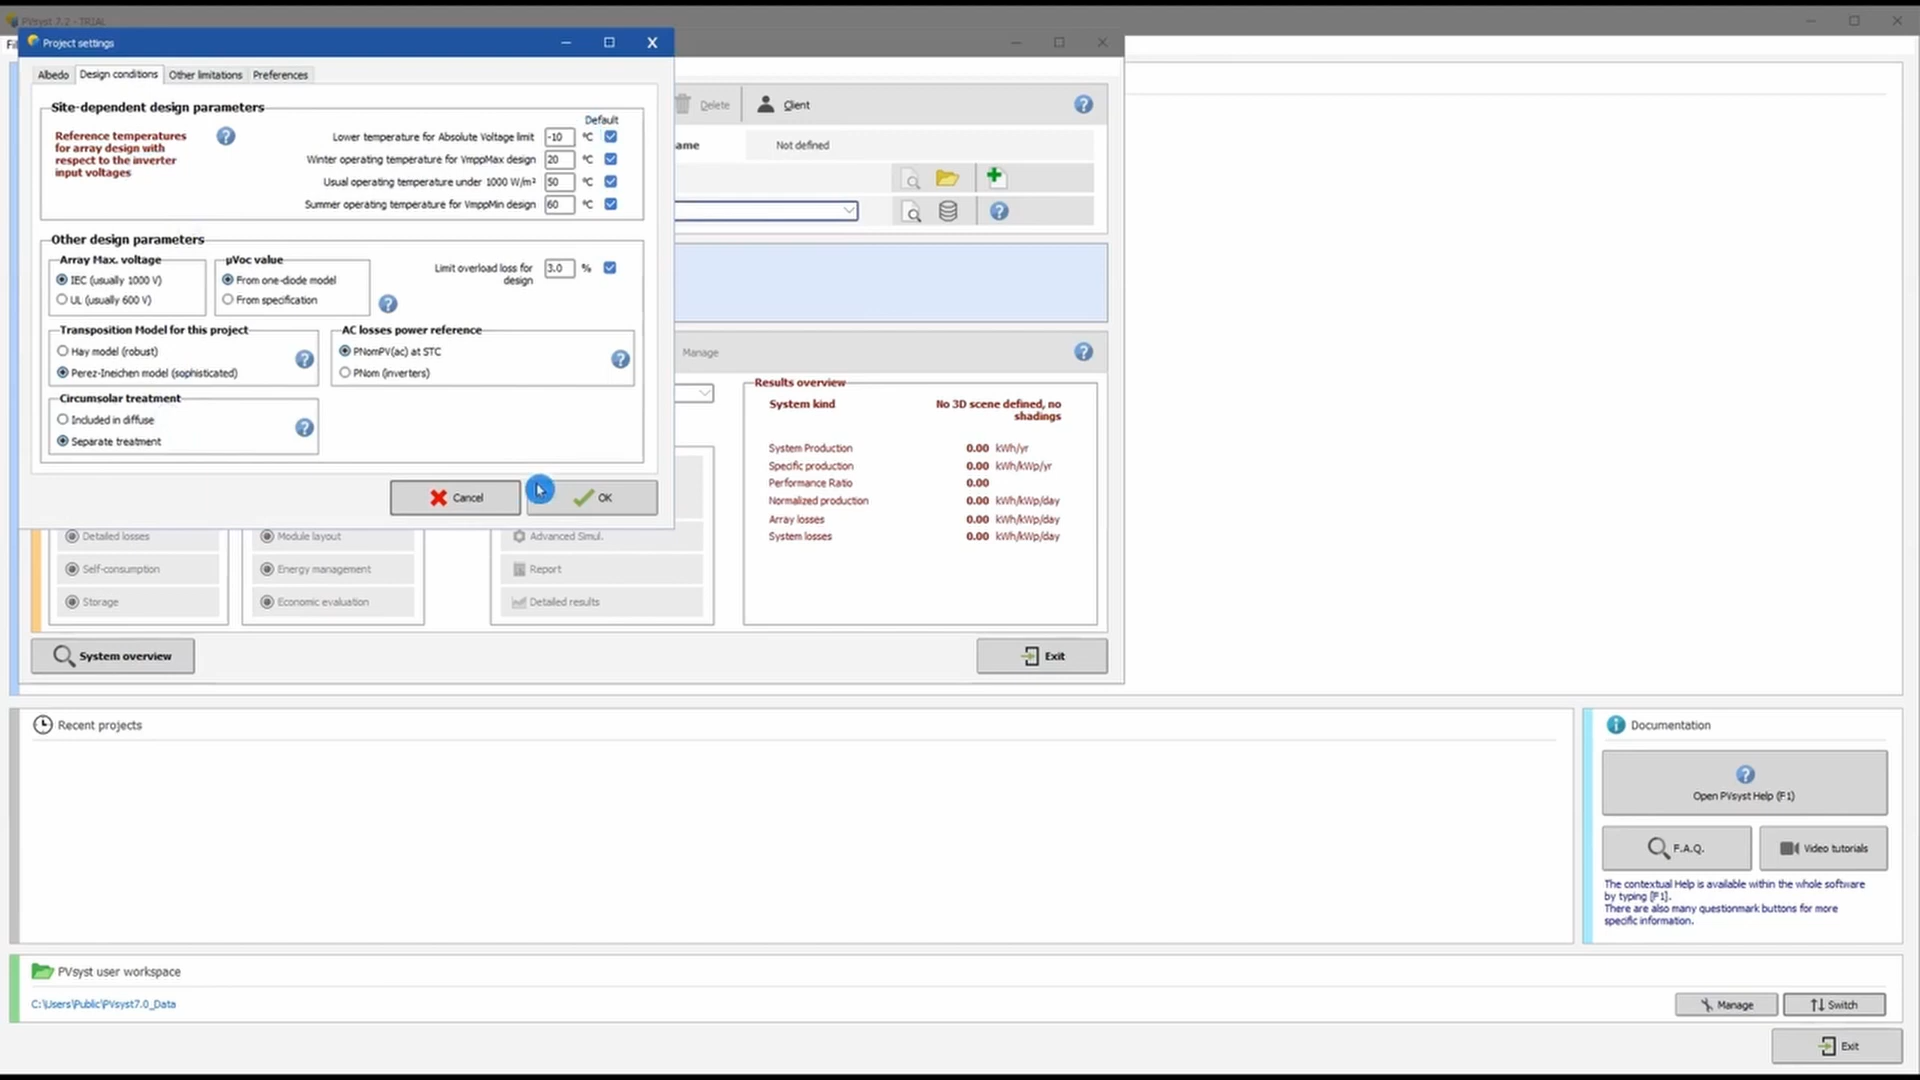 PVsyst 7.2 - TRIAL
Project settings
Albedo
Design conditions
Other limitations
Preferences
Site-dependent design parameters
Default
Reference temperatures
for array design with
respect to the inverter
input voltages
Lower temperature for Absolute Voltage limit -10 °C
Winter operating temperature for VmppMax design 20 °C
Usual operating temperature under 1000 W/m² 50 °C
Summer operating temperature for VmppMin design 60 °C
Other design parameters
Array Max. voltage
IEC (usually 1000 V)
UL (usually 600 V)
µVoc value
From one-diode model
From specification
Limit overload loss for
design
3.0 %
Transposition Model for this project
Hay model (robust)
Perez-Ineichen model (sophisticated)
AC losses power reference
PNomPV(ac) at STC
PNom (inverters)
Circumsolar treatment
Included in diffuse
Separate treatment
Cancel
OK
Delete
Client
ame
Not defined
Manage
Results overview
System kind
No 3D scene defined, no
shadings
System Production 0.00 kWh/yr
Specific production 0.00 kWh/kWp/yr
Performance Ratio 0.00
Normalized production 0.00 kWh/kWp/day
Array losses 0.00 kWh/kWp/day
System losses 0.00 kWh/kWp/day
Detailed losses
Self-consumption
Storage
Module layout
Energy management
Economic evaluation
Advanced Simul.
Report
Detailed results
System overview
Exit
Recent projects
Documentation
Open PVsyst Help (F1)
F.A.Q.
Video tutorials
The contextual Help is available within the whole software
by typing [F1].
There are also many questionmark buttons for more
specific information.
PVsyst user workspace
C:\Users\Public\PVsyst7.0_Data
Manage
Switch
Exit